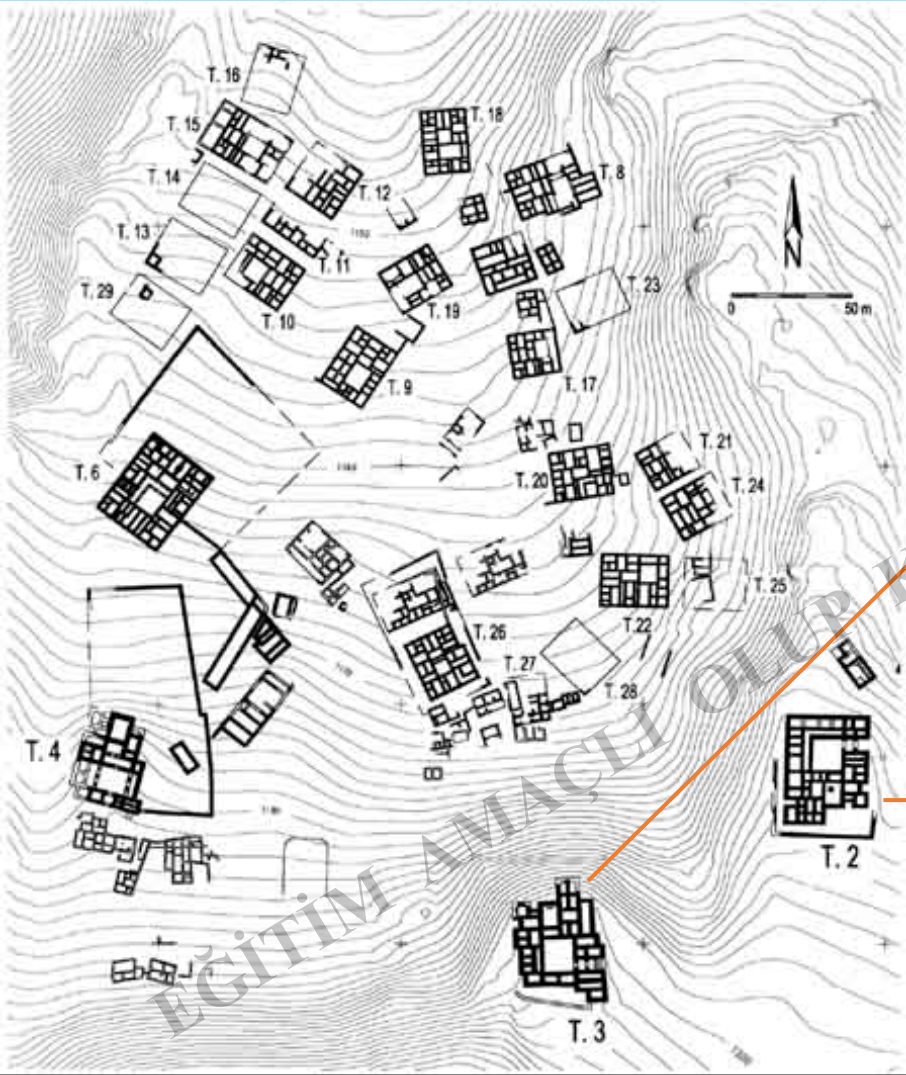 T. 16
T. 15
T. 18
T. 14
T. 12
T. 8
T. 13
T. 11
T. 29
T. 10
T. 19
T. 23
0 50 m
N
T. 9
T. 17
T. 6
T. 21
T. 20
T. 24
T. 25
T. 26
T. 22
T. 27
T. 28
T. 4
T. 2
T. 3
EĞİTİM AMAÇLI OLUP K